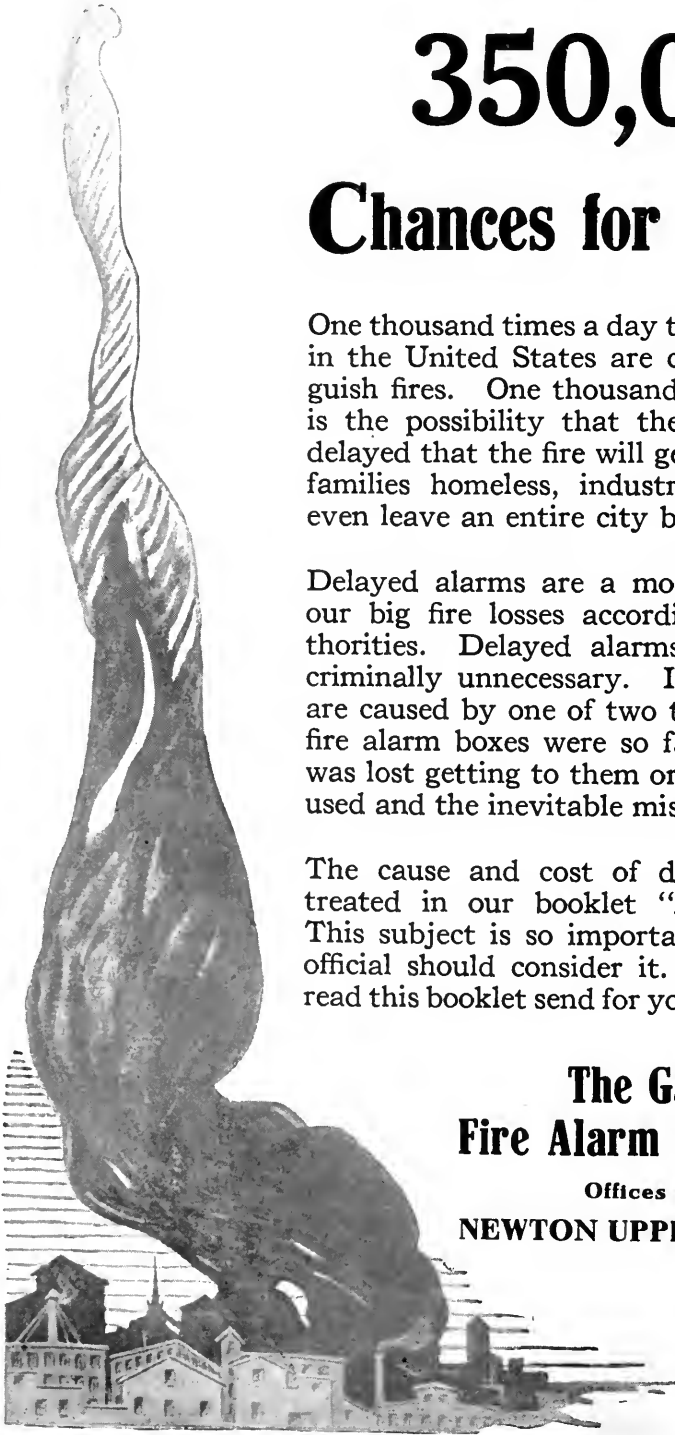 350,0
Chances for
One thousand times a day t
in the United States are c
guish fires. One thousand
is the possibility that the
delayed that the fire will ge
families homeless, industr
even leave an entire city b
Delayed alarms are a mo
our big fire losses accordi
thorities. Delayed alarms
criminally unnecessary. I
are caused by one of two t
fire alarm boxes were so fa
was lost getting to them or
used and the inevitable mis
The cause and cost of d
treated in our booklet “
This subject is so importa
official should consider it.
read this booklet send for yo
The Ga
Fire Alarm
Offices
NEWTON UPPE